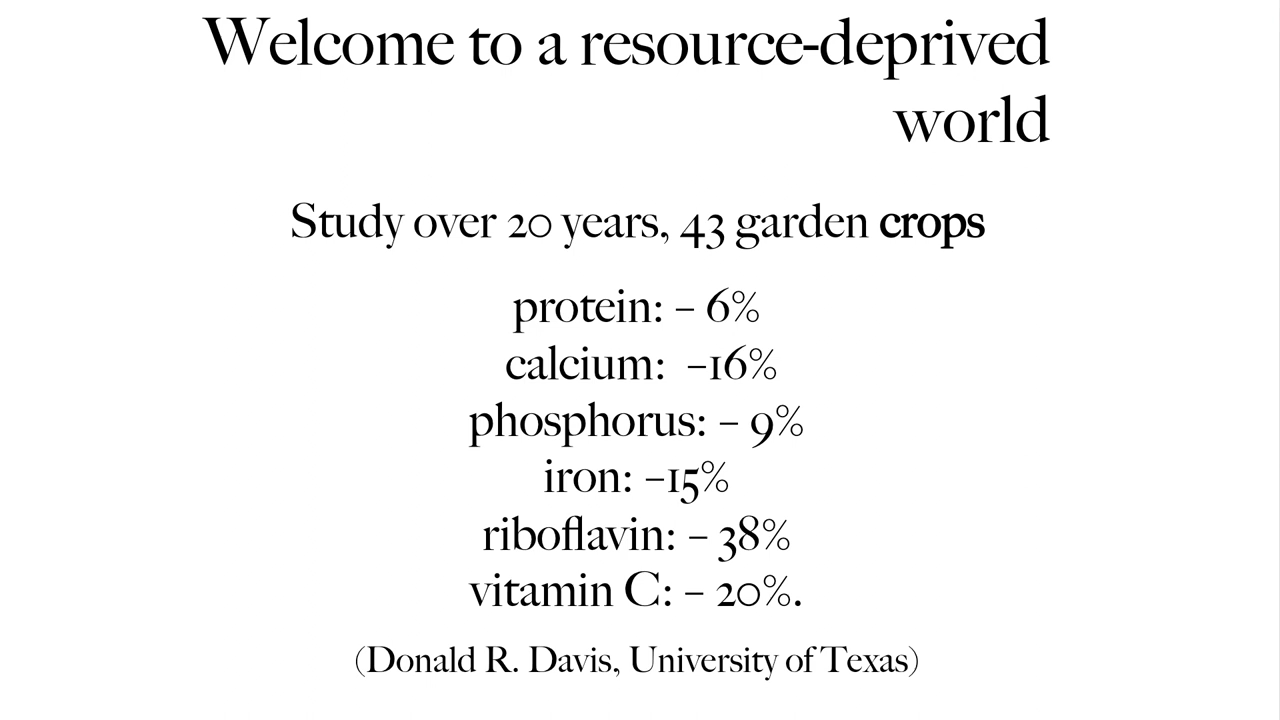 Welcome to a resource-deprived
world
Study over 20 years, 43 garden crops
protein: – 6%
calcium:  –16%
phosphorus: – 9%
iron: –15%
riboflavin: – 38%
vitamin C: – 20%.
(Donald R. Davis, University of Texas)